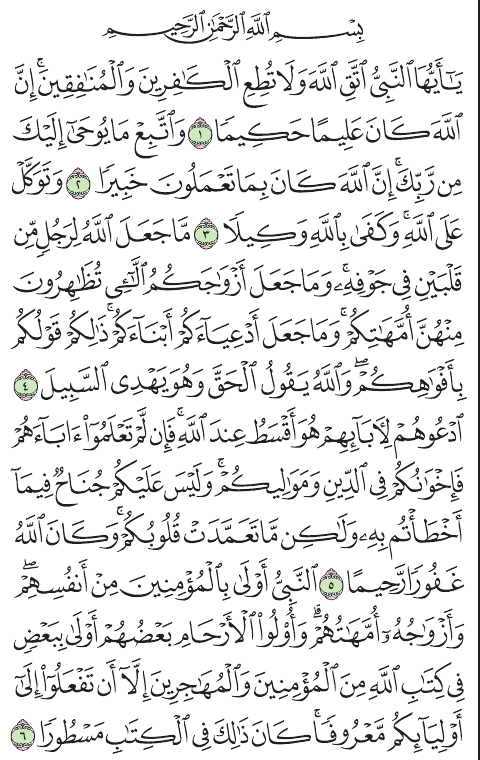 بِسْمِ ٱللَّهِ ٱلرَّحْمَٰنِ ٱلرَّحِيمِ
يَٰٓأَيُّهَا ٱلنَّبِيُّ ٱتَّقِ ٱللَّهَ وَلَا تُطِعِ ٱلْكَٰفِرِينَ وَٱلْمُنَٰفِقِينَۚ إِنَّ
ٱللَّهَ كَانَ عَلِيمًا حَكِيمًا ١ وَٱتَّبِعْ مَا يُوحَىٰٓ إِلَيْكَ
مِن رَّبِّكَۚ إِنَّ ٱللَّهَ كَانَ بِمَا تَعْمَلُونَ خَبِيرًا ٢ وَتَوَكَّلْ
عَلَى ٱللَّهِۚ وَكَفَىٰ بِٱللَّهِ وَكِيلًا ٣ مَّا جَعَلَ ٱللَّهُ لِرَجُلٍ مِّن
قَلْبَيْنِ فِي جَوْفِهِۦۚ وَمَا جَعَلَ أَزْوَٰجَكُمُ ٱلَّٰٓـِٔي تُظَٰهِرُونَ
مِنْهُنَّ أُمَّهَٰتِكُمْۚ وَمَا جَعَلَ أَدْعِيَآءَكُمْ أَبْنَآءَكُمْۚ ذَٰلِكُمْ قَوْلُكُم
بِأَفْوَٰهِكُمْۖ وَٱللَّهُ يَقُولُ ٱلْحَقَّ وَهُوَ يَهْدِي ٱلسَّبِيلَ ٤
ٱدْعُوهُمْ لِأٓبَآئِهِمْ هُوَ أَقْسَطُ عِندَ ٱللَّهِۚ فَإِن لَّمْ تَعْلَمُوٓا۟ ءَابَآءَهُمْ
فَإِخْوَٰنُكُمْ فِي ٱلدِّينِ وَمَوَٰلِيكُمْۚ وَلَيْسَ عَلَيْكُمْ جُنَاحٌ فِيمَآ
أَخْطَأْتُم بِهِۦ وَلَٰكِن مَّا تَعَمَّدَتْ قُلُوبُكُمْۚ وَكَانَ ٱللَّهُ
غَفُورًا رَّحِيمًا ٥ ٱلنَّبِيُّ أَوْلَىٰ بِٱلْمُؤْمِنِينَ مِنْ أَنفُسِهِمْۖ
وَأَزْوَٰجُهُۥٓ أُمَّهَٰتُهُمْۗ وَأُو۟لُوا۟ ٱلْأَرْحَامِ بَعْضُهُمْ أَوْلَىٰ بِبَعْضٍ
فِي كِتَٰبِ ٱللَّهِ مِنَ ٱلْمُؤْمِنِينَ وَٱلْمُهَٰجِرِينَ إِلَّآ أَن تَفْعَلُوٓا۟ إِلَىٰٓ
أَوْلِيَآئِكُم مَّعْرُوفًاۚ كَانَ ذَٰلِكَ فِي ٱلْكِتَٰبِ مَسْطُورًا ٦